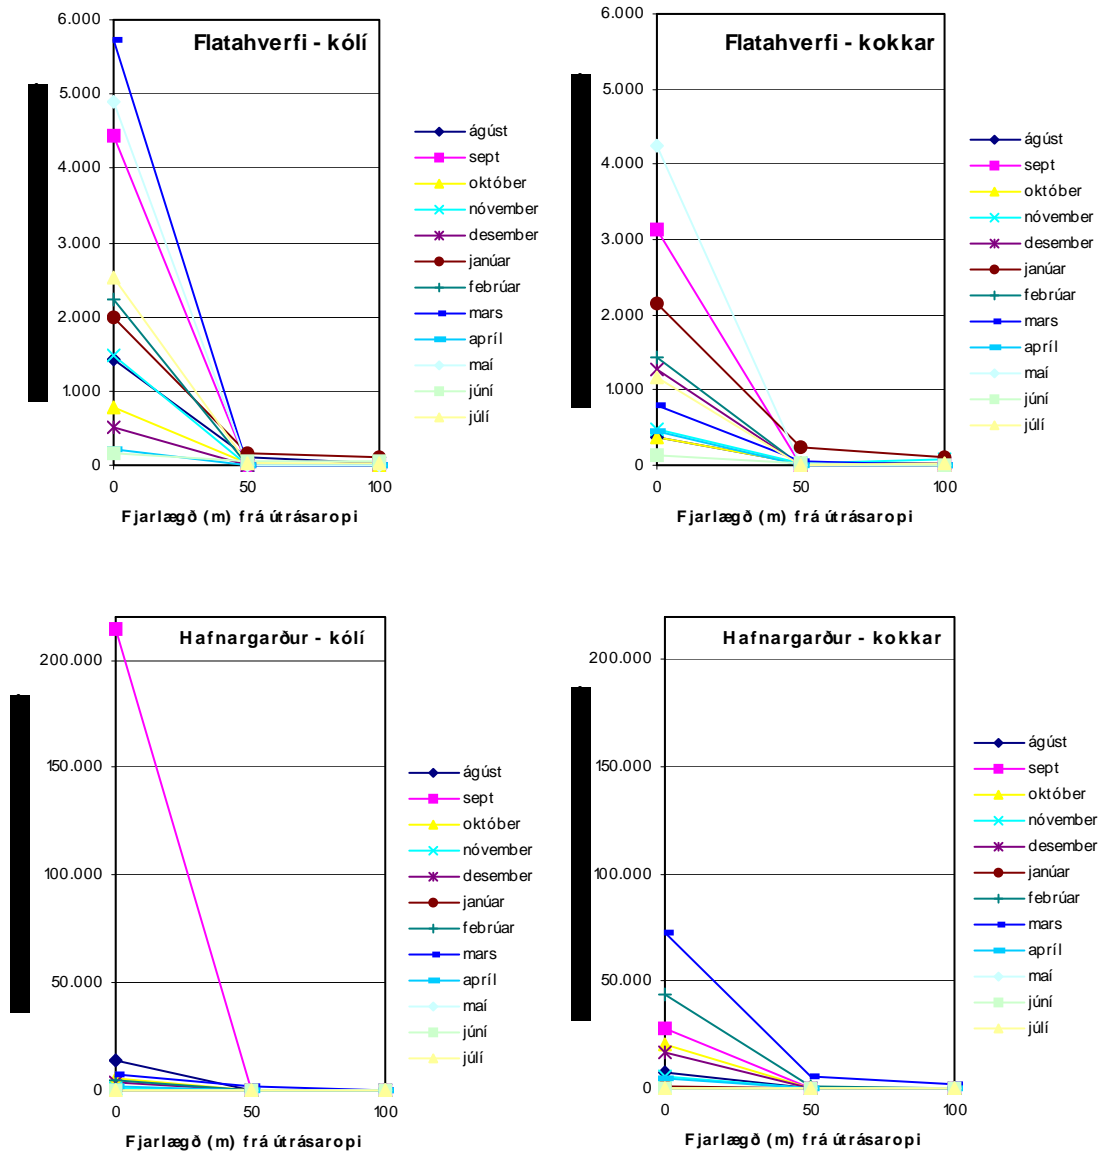 Flatahverfi - kólí
6.000
5.000
4.000
3.000
2.000
1000
0
0 50 100
Fjarlægð (m) frá útrásaropi
ágúst
sept
október
nóvember
desember
janúar
febrúar
mars
apríl
maí
júní
júlí
Flatahverfi - kokkar
6.000
5.000
4.000
3.000
2.000
1.000
0
0 50 100
Fjarlægð (m) frá útrásaropi
ágúst
sept
október
nóvember
desember
janúar
febrúar
mars
apríl
maí
júní
júlí
Hafnargarður - kólí
200.000
150.000
100.000
50.000
0
0 50 100
Fjarlægð (m) frá útrásaropi
ágúst
sept
október
nóvember
desember
janúar
febrúar
mars
apríl
maí
júní
júlí
Hafnargarður - kokkar
200.000
150.000
100.000
50.000
0
0 50 100
Fjarlægð (m) frá útrásaropi
ágúst
sept
október
nóvember
desember
janúar
febrúar
mars
apríl
maí
júní
júlí